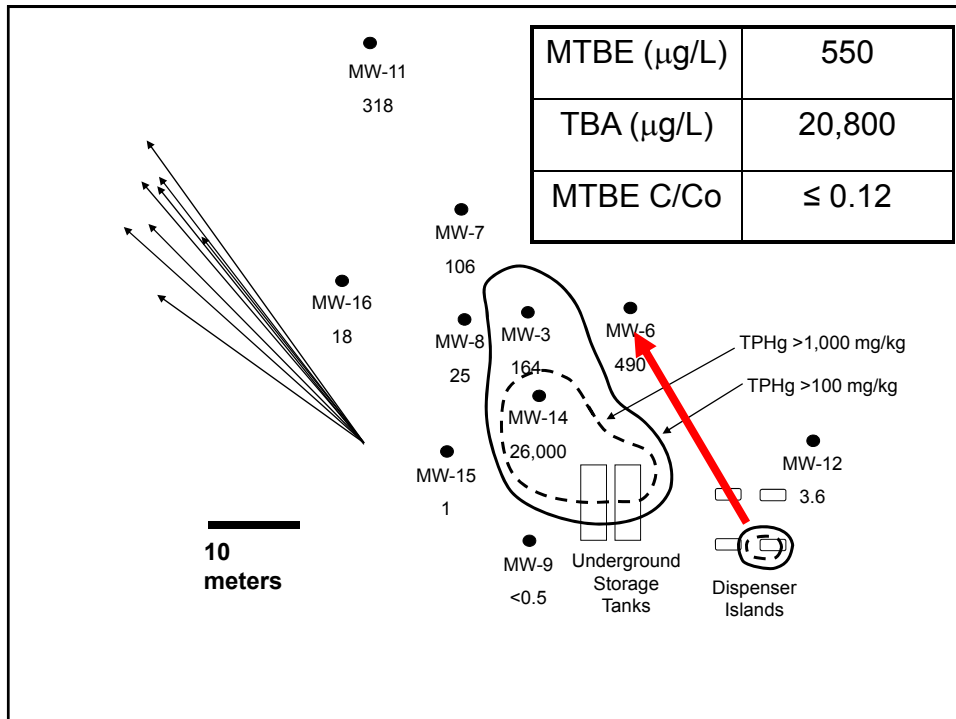 MW-11
318
MTBE (μg/L) 550
TBA (μg/L) 20,800
MTBE C/Co ≤ 0.12
MW-7
106
MW-16
18
MW-8
25
MW-3
164
MW-6
490
TPHg >1,000 mg/kg
TPHg >100 mg/kg
MW-14
26,000
MW-15
1
MW-12
3.6
10
meters
MW-9
<0.5
Underground
Storage
Tanks
Dispenser
Islands